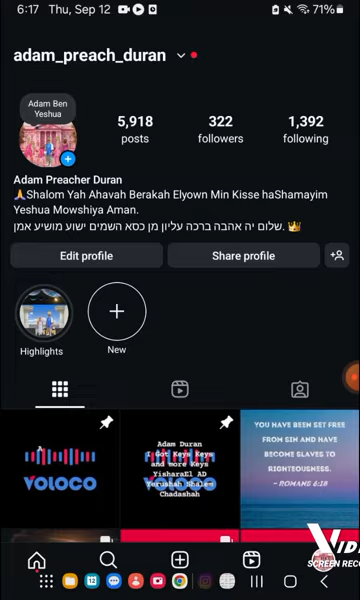 6:17 Thu, Sep 12 71%
adam_preach_duran
Adam Ben
Yeshua
5,918 322 1,392
posts followers following
Adam Preacher Duran
🙏Shalom Yah Ahavah Berakah Elyown Min Kisse haShamayim
Yeshua Mowshiya Aman.
שלום יה אהבה ברכה עליון מן כסא השמים ישוע מושיע אמן. 👑
Edit profile Share profile
Highlights New
VOLOCO
Adam Duran
I Got Keys Keys
and more Keys
YisharaEl AD
Yerushah Shalem
Chadashah
VOLOCO
YOU HAVE BEEN SET FREE
FROM SIN AND HAVE
BECOME SLAVES TO
RIGHTEOUSNESS.
– ROMANS 6:18
SCREEN REC